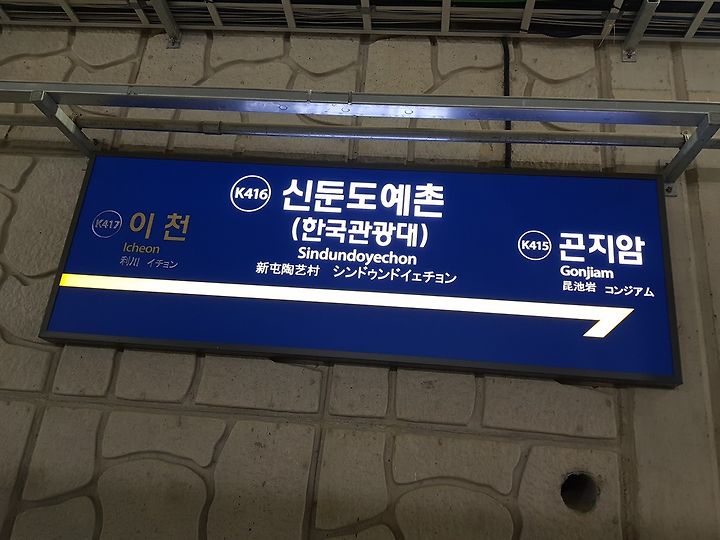 K417 이천
Icheon
利川 イチョン
K416 신둔도예촌
(한국관광대)
Sindundoyechon
新屯陶艺村 シンドゥンドイェチョン
K415 곤지암
Gonjiam
昆池岩 コンジアム